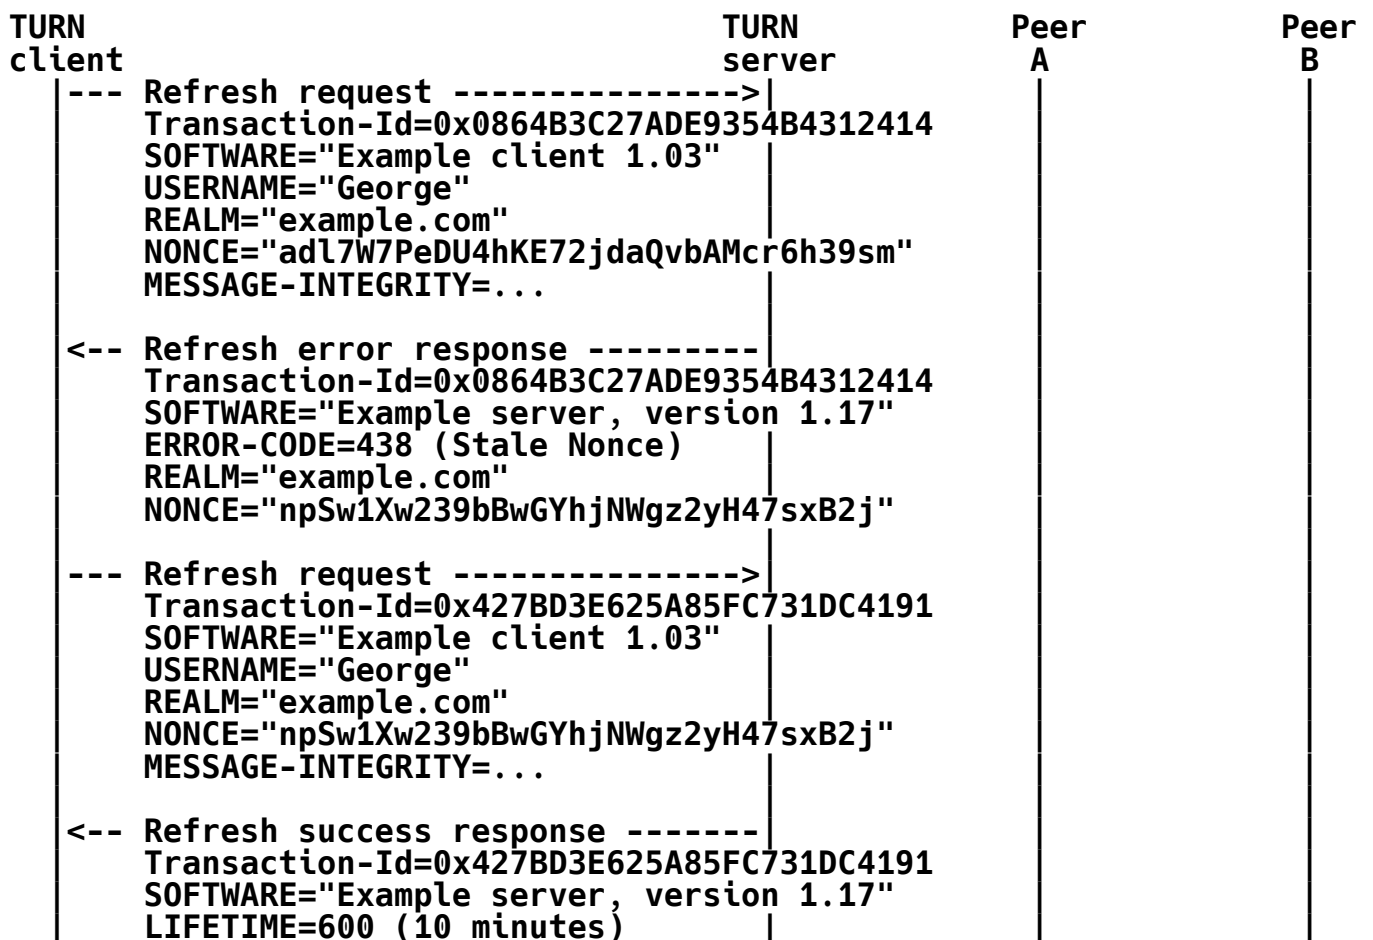 TURN                                 TURN           Peer          Peer
client                               server          A             B
|--- Refresh request --------------->|
Transaction-Id=0x0864B3C27ADE9354B4312414
SOFTWARE="Example client 1.03"
USERNAME="George"
REALM="example.com"
NONCE="adl7W7PeDU4hKE72jdaQvbAMcr6h39sm"
MESSAGE-INTEGRITY=...
|<-- Refresh error response ---------|
Transaction-Id=0x0864B3C27ADE9354B4312414
SOFTWARE="Example server, version 1.17"
ERROR-CODE=438 (Stale Nonce)
REALM="example.com"
NONCE="npSw1Xw239bBwGYhjNWgz2yH47sxB2j"
|--- Refresh request --------------->|
Transaction-Id=0x427BD3E625A85FC731DC4191
SOFTWARE="Example client 1.03"
USERNAME="George"
REALM="example.com"
NONCE="npSw1Xw239bBwGYhjNWgz2yH47sxB2j"
MESSAGE-INTEGRITY=...
|<-- Refresh success response -------|
Transaction-Id=0x427BD3E625A85FC731DC4191
SOFTWARE="Example server, version 1.17"
LIFETIME=600 (10 minutes)